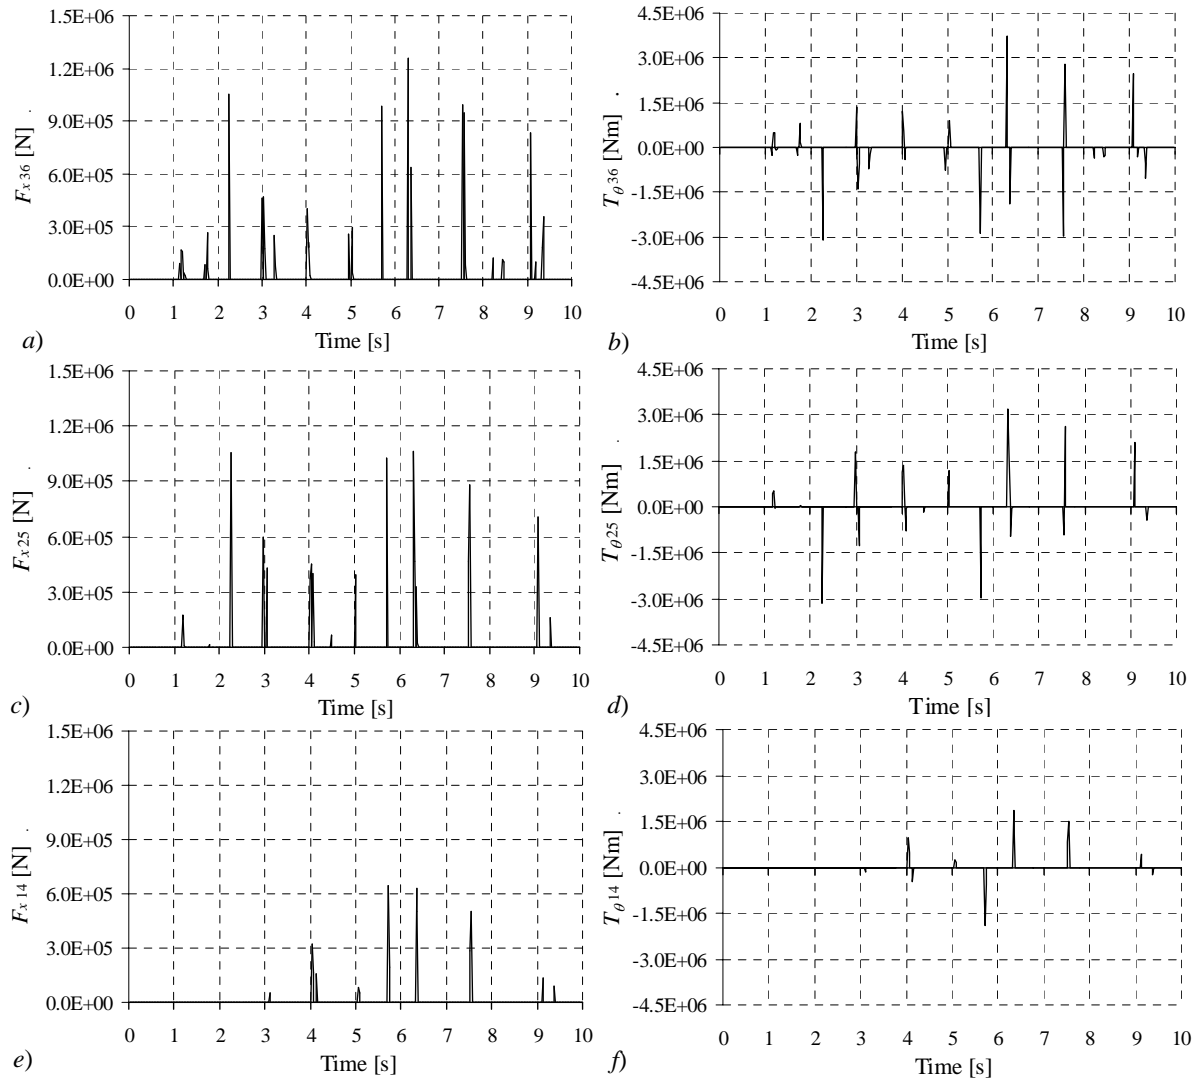 1.5E+06
1.2E+06
9.0E+05
6.0E+05
3.0E+05
0.0E+00
Fx 36 [N]
0 1 2 3 4 5 6 7 8 9 10
Time [s]
a)
4.5E+06
3.0E+06
1.5E+06
0.0E+00
-1.5E+06
-3.0E+06
-4.5E+06
Tθ 36 [Nm]
0 1 2 3 4 5 6 7 8 9 10
Time [s]
b)
1.5E+06
1.2E+06
9.0E+05
6.0E+05
3.0E+05
0.0E+00
Fx 25 [N]
0 1 2 3 4 5 6 7 8 9 10
Time [s]
c)
4.5E+06
3.0E+06
1.5E+06
0.0E+00
-1.5E+06
-3.0E+06
-4.5E+06
Tθ 25 [Nm]
0 1 2 3 4 5 6 7 8 9 10
Time [s]
d)
1.5E+06
1.2E+06
9.0E+05
6.0E+05
3.0E+05
0.0E+00
Fx 14 [N]
0 1 2 3 4 5 6 7 8 9 10
Time [s]
e)
4.5E+06
3.0E+06
1.5E+06
0.0E+00
-1.5E+06
-3.0E+06
-4.5E+06
Tθ 14 [Nm]
0 1 2 3 4 5 6 7 8 9 10
Time [s]
f)